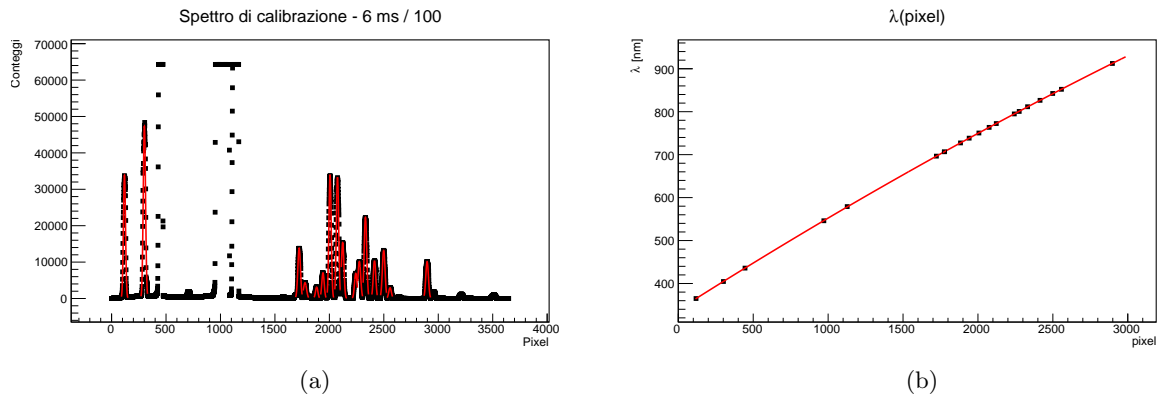 Spettro di calibrazione - 6 ms / 100
Conteggi
70000
60000
50000
40000
30000
20000
10000
0
0 500 1000 1500 2000 2500 3000 3500 4000
Pixel
(a)
λ(pixel)
λ [nm]
900
800
700
600
500
400
0 500 1000 1500 2000 2500 3000
pixel
(b)